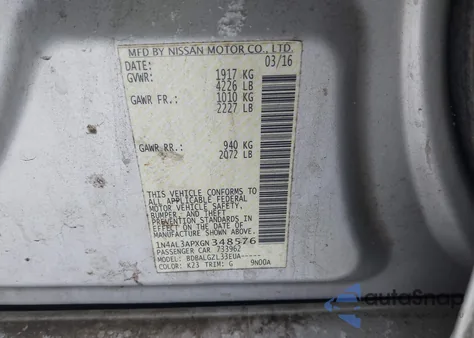 MFD BY NISSAN MOTOR CO., LTD.
DATE: 03/16
GVWR: 1917 KG
4226 LB
GAWR FR.: 1010 KG
2227 LB
GAWR RR.: 940 KG
2072 LB
THIS VEHICLE CONFORMS TO
ALL APPLICABLE FEDERAL
MOTOR VEHICLE SAFETY,
BUMPER, AND THEFT
PREVENTION STANDARDS IN
EFFECT ON THE DATE OF
MANUFACTURE SHOWN ABOVE.
1N4AL3APXGN348576
PASSENGER CAR 733962
MODEL: BDBALGZL33EUA-----
COLOR: K23 TRIM: G 9N00A
autoSnap